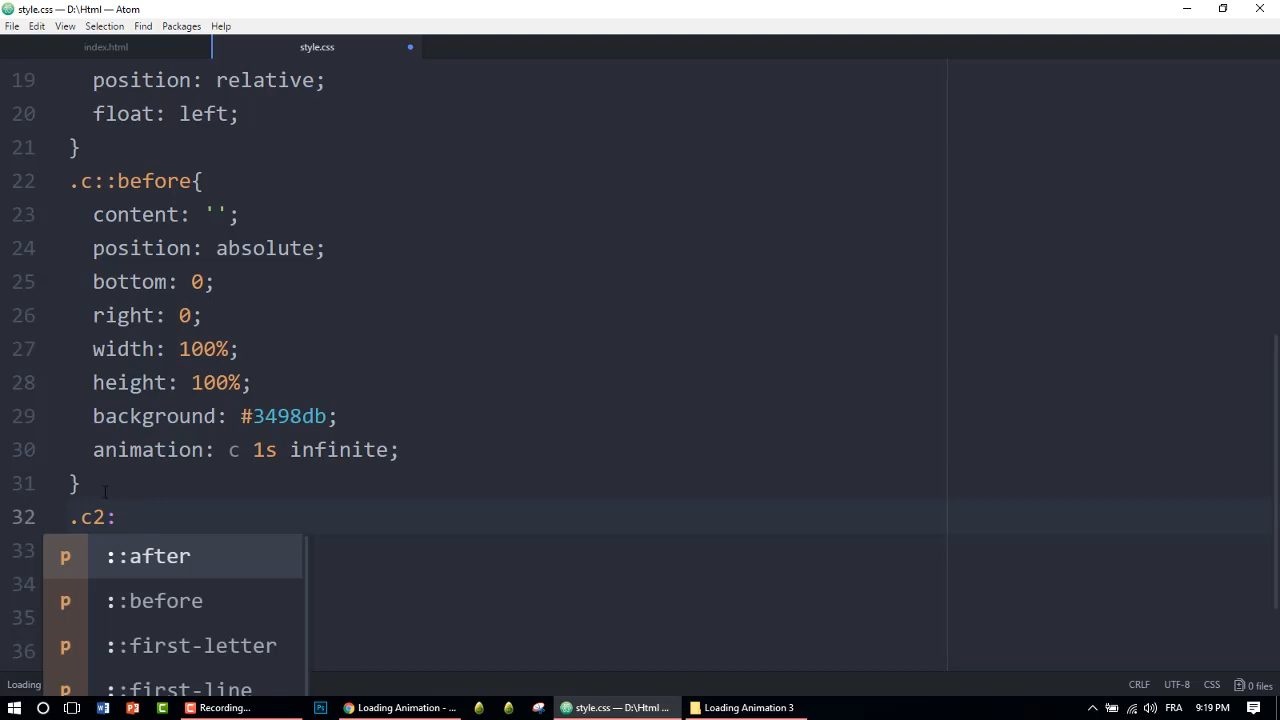 style.css — D:\Html — Atom
File Edit View Selection Find Packages Help
index.html style.css
19 position: relative;
20 float: left;
21 }
22 .c::before{
23 content: '';
24 position: absolute;
25 bottom: 0;
26 right: 0;
27 width: 100%;
28 height: 100%;
29 background: #3498db;
30 animation: c 1s infinite;
31 }
32 .c2:
33
34
35
36
p ::after
p ::before
p ::first-letter
p ::first-line
Loading CRLF UTF-8 CSS 0 files
Recording... Loading Animation - ... style.css — D:\Html ... Loading Animation 3 FRA 9:19 PM